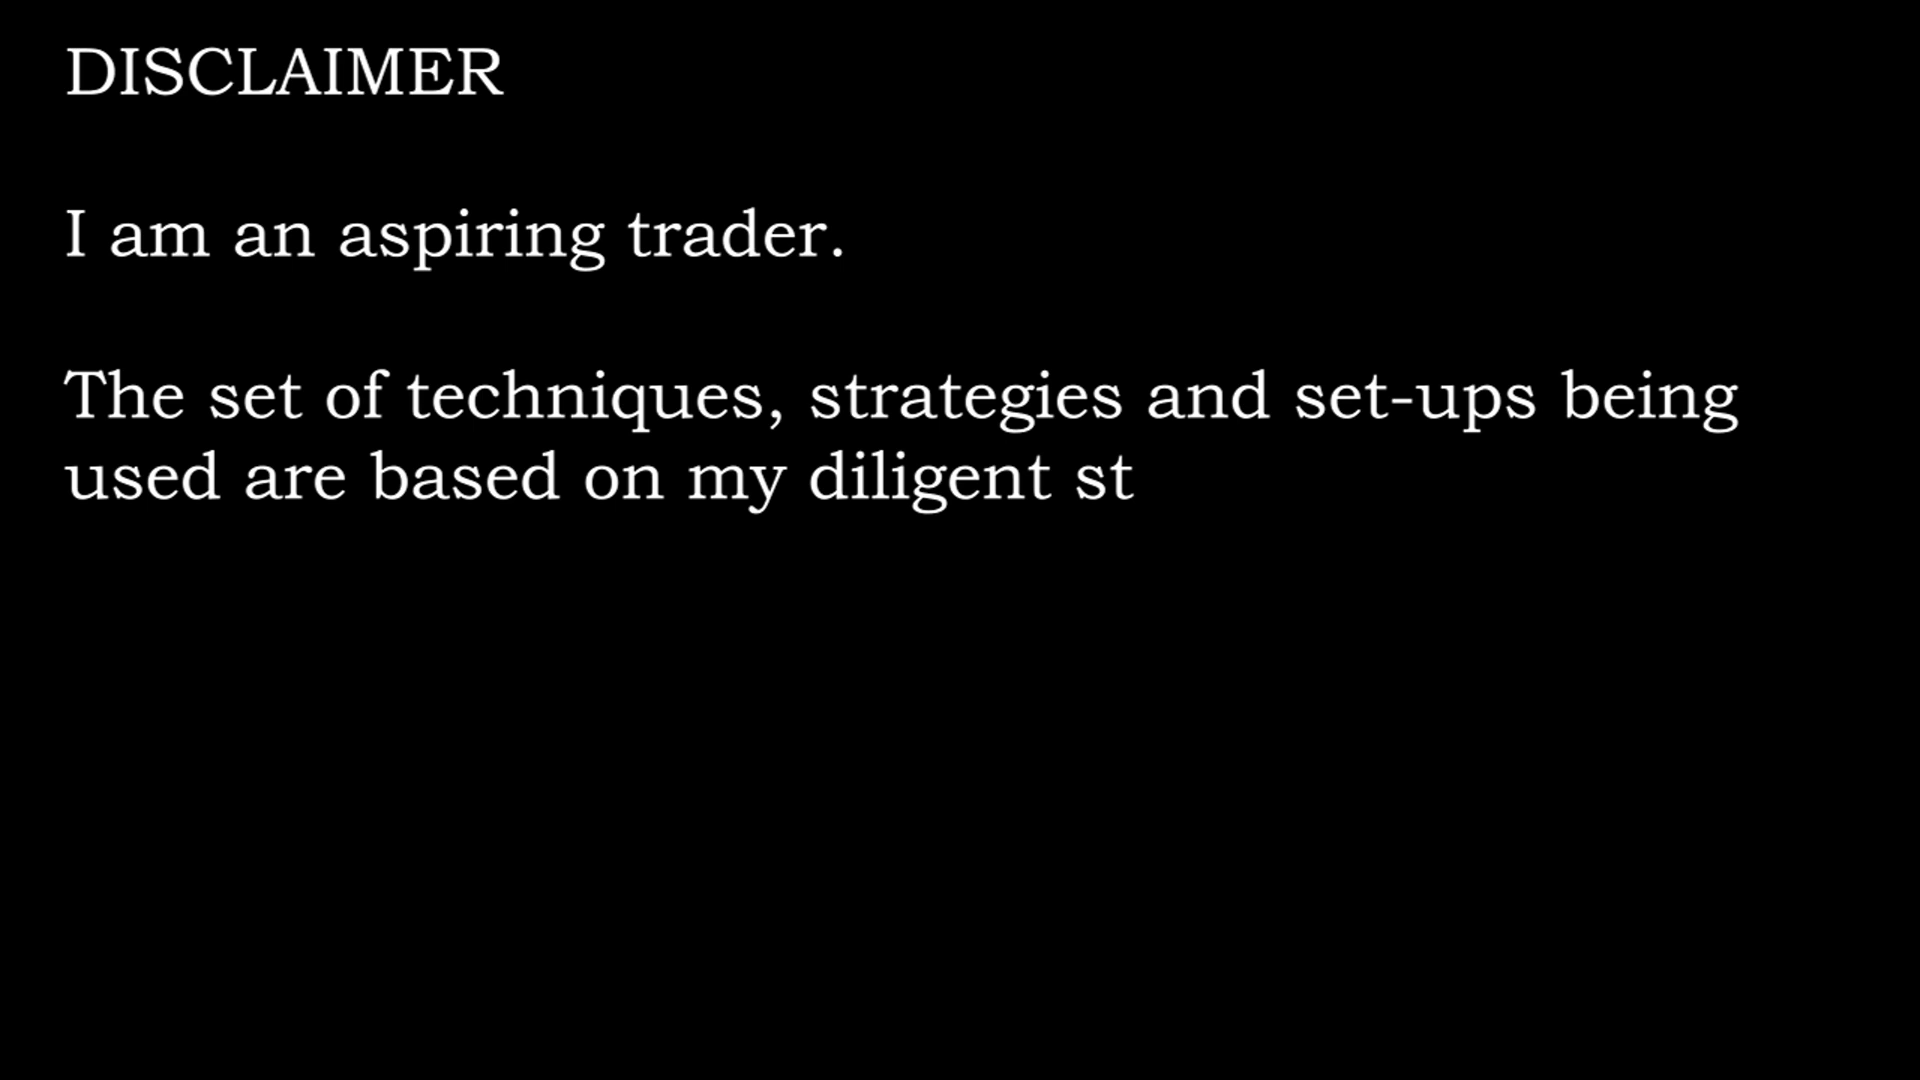 DISCLAIMER
I am an aspiring trader.
The set of techniques, strategies and set-ups being
used are based on my diligent st